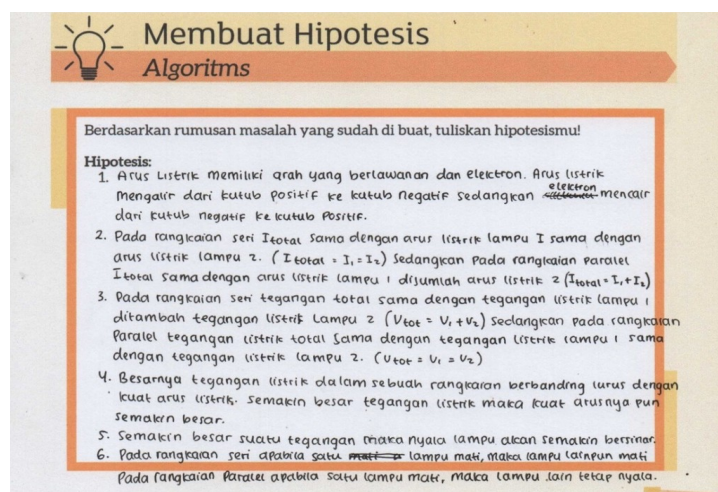 Membuat Hipotesis
Algoritms
Berdasarkan rumusan masalah yang sudah di buat, tuliskan hipotesismu!
Hipotesis:
1. Arus Listrik memiliki arah yang berlawanan dan elektron. Arus listrik
mengalir dari kutub positif ke kutub negatif sedangkan elektron mencair
dari kutub negatif ke kutub positif.
2. Pada rangkaian seri Itotal sama dengan arus listrik lampu I sama dengan
arus listrik lampu 2. (Itotal = I₁ = I₂) sedangkan pada rangkaian paralel
Itotal sama dengan arus listrik lampu 1 disumlah arus listrik 2 (Itotal = I₁ + I₂)
3. Pada rangkaian seri tegangan total sama dengan tegangan listrik lampu 1
ditambah tegangan listrik lampu 2 (Vtot = V₁ + V₂) sedangkan pada rangkaian
Paralel tegangan listrik total sama dengan tegangan listrik lampu 1 sama
dengan tegangan listrik lampu 2. (Vtot = V₁ = V₂)
4. Besarnya tegangan listrik dalam sebuah rangkaian berbanding lurus dengan
kuat arus listrik. semakin besar tegangan listrik maka kuat arusnya pun
semakin besar.
5. Semakin besar suatu tegangan maka nyala lampu akan semakin bersinar.
6. Pada rangkaian seri apabila satu lampu mati, maka lampu lainpun mati
Pada rangkaian Paralel apabila satu lampu mati, maka lampu lain tetap nyala.